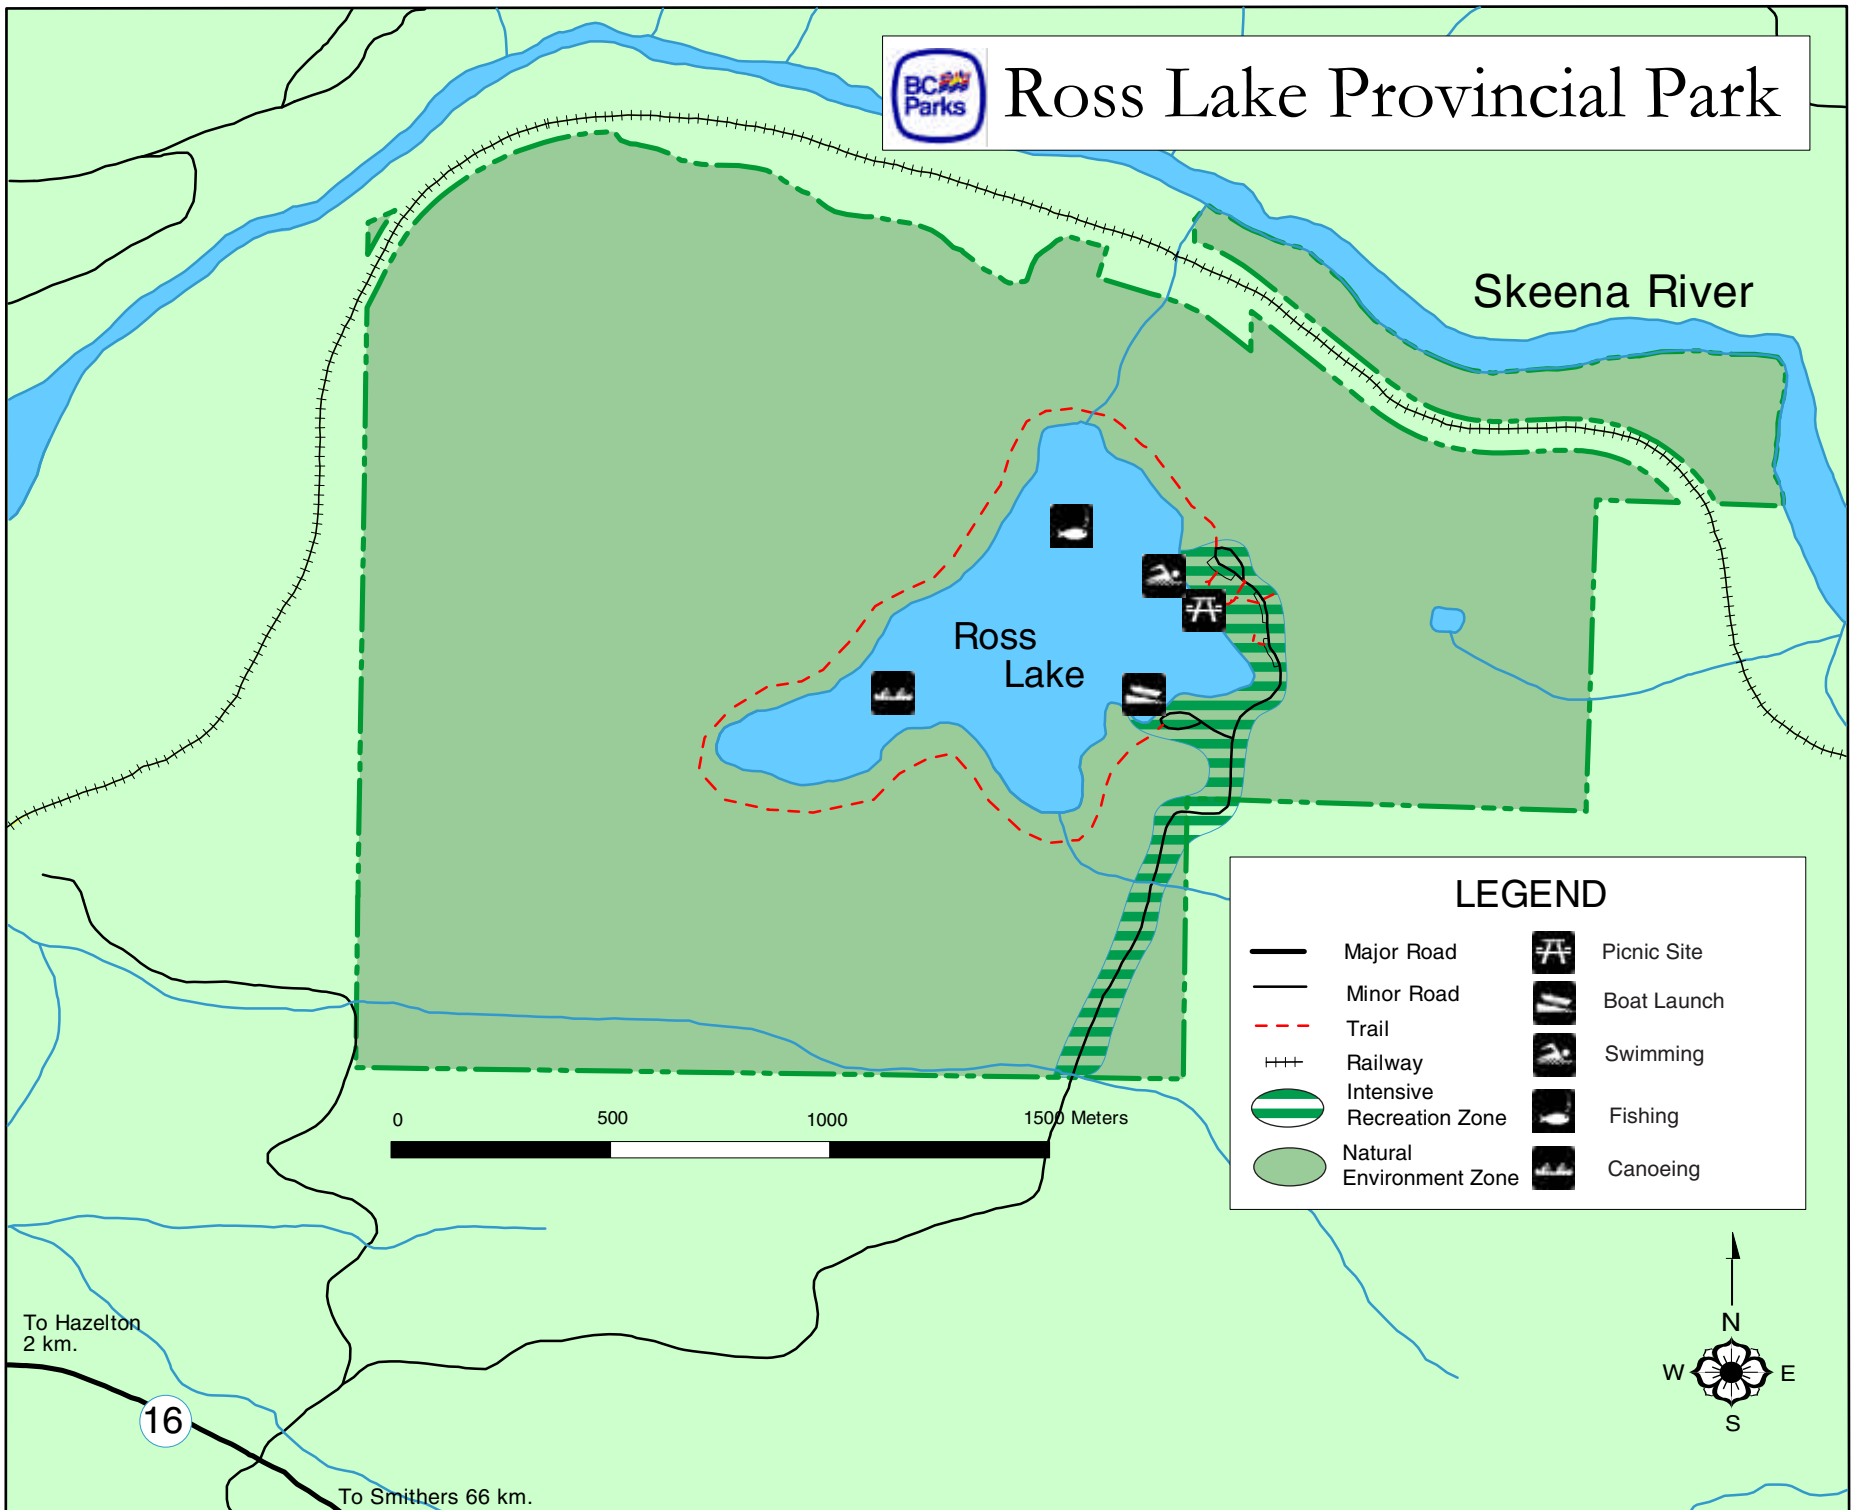 BC
Parks
Ross Lake Provincial Park
Skeena River
Ross
Lake
LEGEND
Major Road
Minor Road
Trail
Railway
Intensive
Recreation Zone
Natural
Environment Zone
Picnic Site
Boat Launch
Swimming
Fishing
Canoeing
0 500 1000 1500 Meters
To Hazelton
2 km.
16
To Smithers 66 km.
N
W E
S